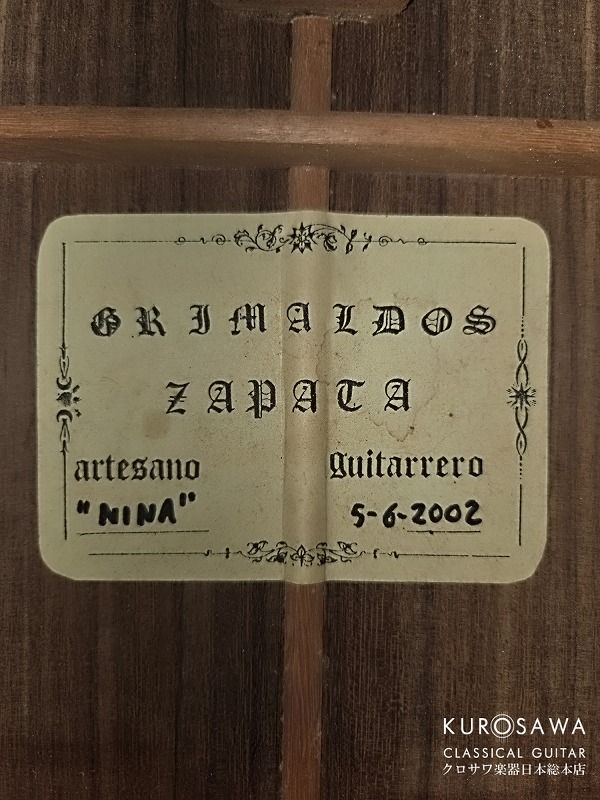 GRIMALDOS
ZAPATA
artesano guitarrero
"NINA" 5-6-2002
KUROSAWA
CLASSICAL GUITAR
クロサワ楽器日本総本店